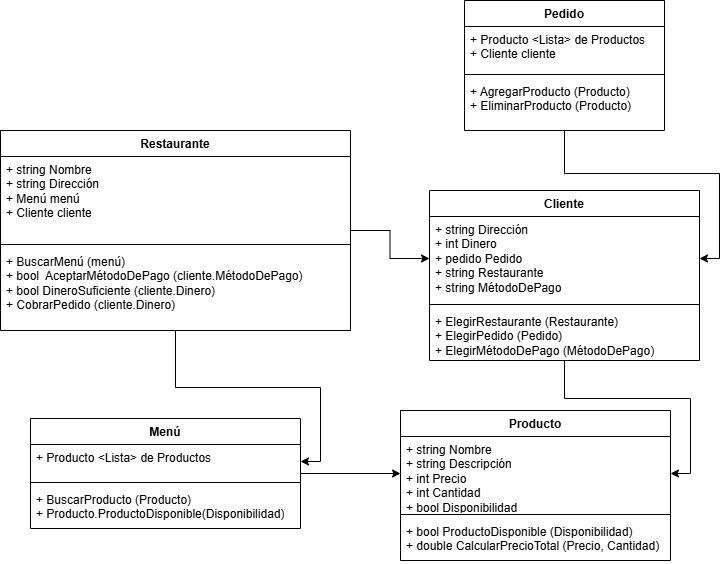 Pedido
+ Producto <Lista> de Productos
+ Cliente cliente
+ AgregarProducto (Producto)
+ EliminarProducto (Producto)
Restaurante
+ string Nombre
+ string Dirección
+ Menú menú
+ Cliente cliente
+ BuscarMenú (menú)
+ bool  AceptarMétodoDePago (cliente.MétodoDePago)
+ bool DineroSuficiente (cliente.Dinero)
+ CobrarPedido (cliente.Dinero)
Cliente
+ string Dirección
+ int Dinero
+ pedido Pedido
+ string Restaurante
+ string MétodoDePago
+ ElegirRestaurante (Restaurante)
+ ElegirPedido (Pedido)
+ ElegirMétodoDePago (MétodoDePago)
Menú
+ Producto <Lista> de Productos
+ BuscarProducto (Producto)
+ Producto.ProductoDisponible(Disponibilidad)
Producto
+ string Nombre
+ string Descripción
+ int Precio
+ int Cantidad
+ bool Disponibilidad
+ bool ProductoDisponible (Disponibilidad)
+ double CalcularPrecioTotal (Precio, Cantidad)